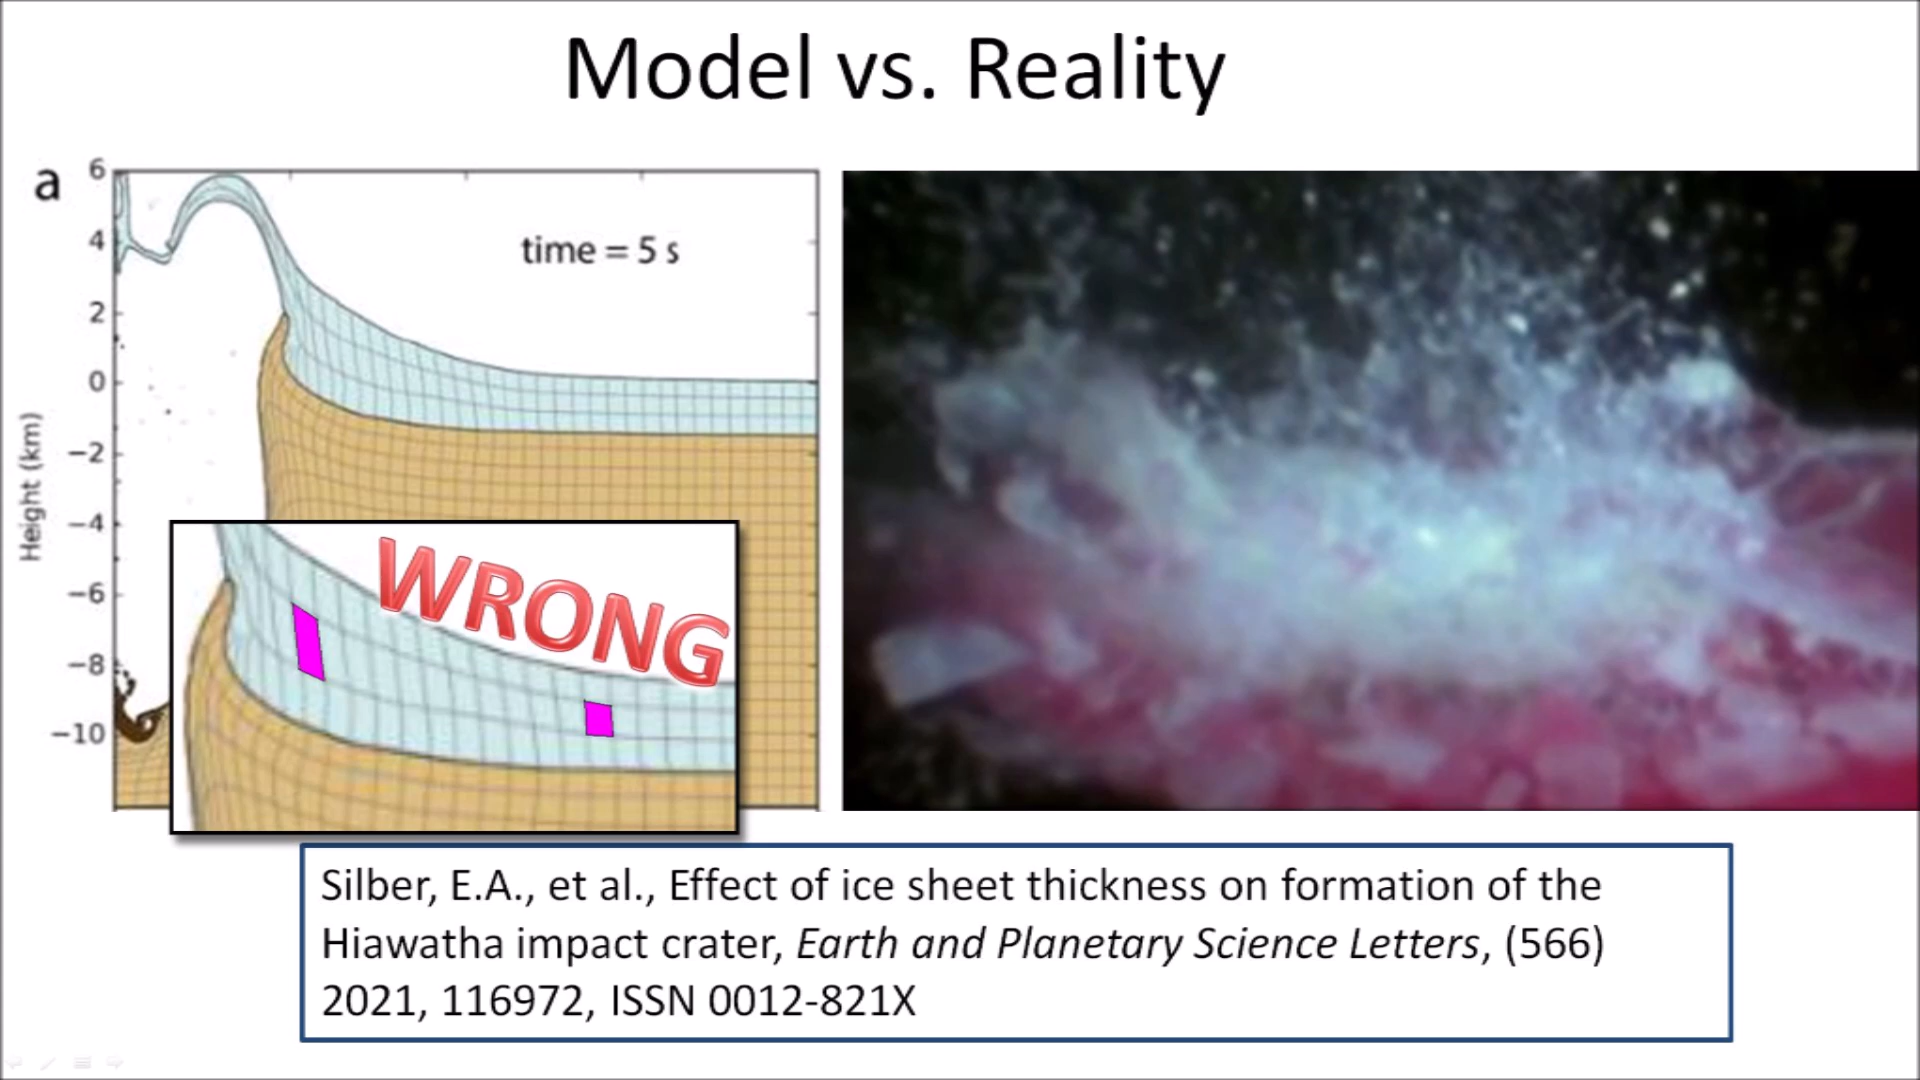 Model vs. Reality
a
6
4
2
0
−2
−4
−6
−8
−10
Height (km)
time = 5 s
WRONG
Silber, E.A., et al., Effect of ice sheet thickness on formation of the
Hiawatha impact crater, Earth and Planetary Science Letters, (566)
2021, 116972, ISSN 0012-821X